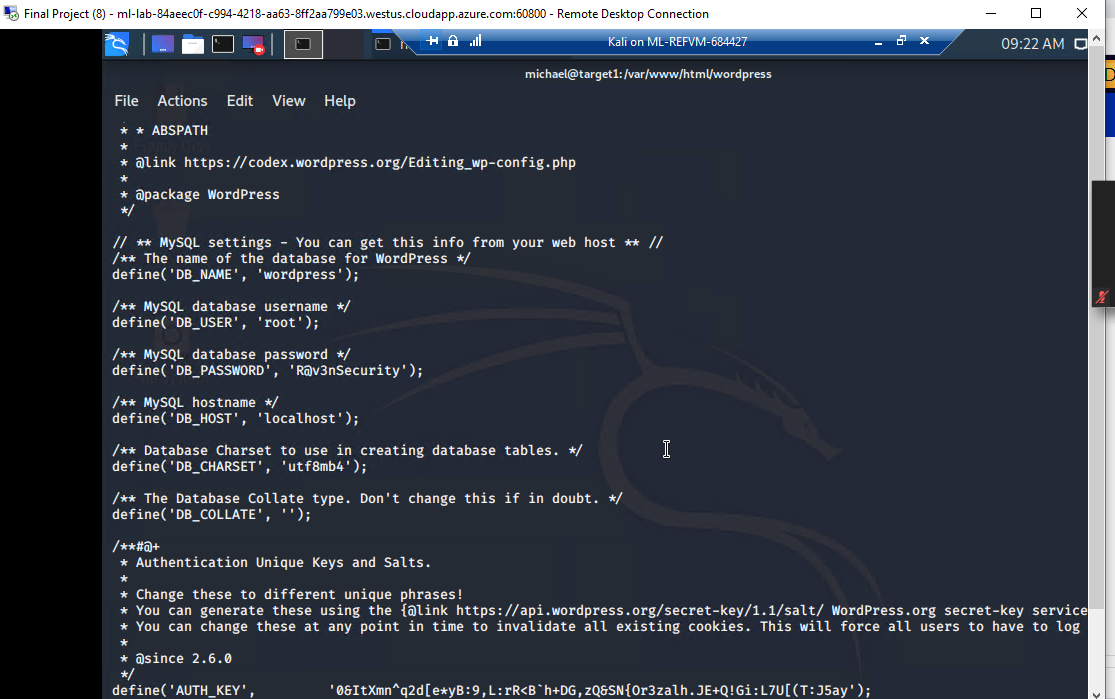 Final Project (8) - ml-lab-84aeec0f-c994-4218-aa63-8ff2aa799e03.westus.cloudapp.azure.com:60800 - Remote Desktop Connection
Kali on ML-REFVM-684427
09:22 AM
michael@target1:/var/www/html/wordpress
File Actions Edit View Help
* * ABSPATH
*
* @link https://codex.wordpress.org/Editing_wp-config.php
*
* @package WordPress
*/
// ** MySQL settings - You can get this info from your web host ** //
/** The name of the database for WordPress */
define('DB_NAME', 'wordpress');
/** MySQL database username */
define('DB_USER', 'root');
/** MySQL database password */
define('DB_PASSWORD', 'R@v3nSecurity');
/** MySQL hostname */
define('DB_HOST', 'localhost');
/** Database Charset to use in creating database tables. */
define('DB_CHARSET', 'utf8mb4');
/** The Database Collate type. Don't change this if in doubt. */
define('DB_COLLATE', '');
/**#@+
* Authentication Unique Keys and Salts.
*
* Change these to different unique phrases!
* You can generate these using the {@link https://api.wordpress.org/secret-key/1.1/salt/ WordPress.org secret-key service
* You can change these at any point in time to invalidate all existing cookies. This will force all users to have to log
*
* @since 2.6.0
*/
define('AUTH_KEY', '0&ItXmn^q2d[e*yB:9,L:rR<B`h+DG,zQ&SN{Or3zalh.JE+Q!Gi:L7U[(T:J5ay');